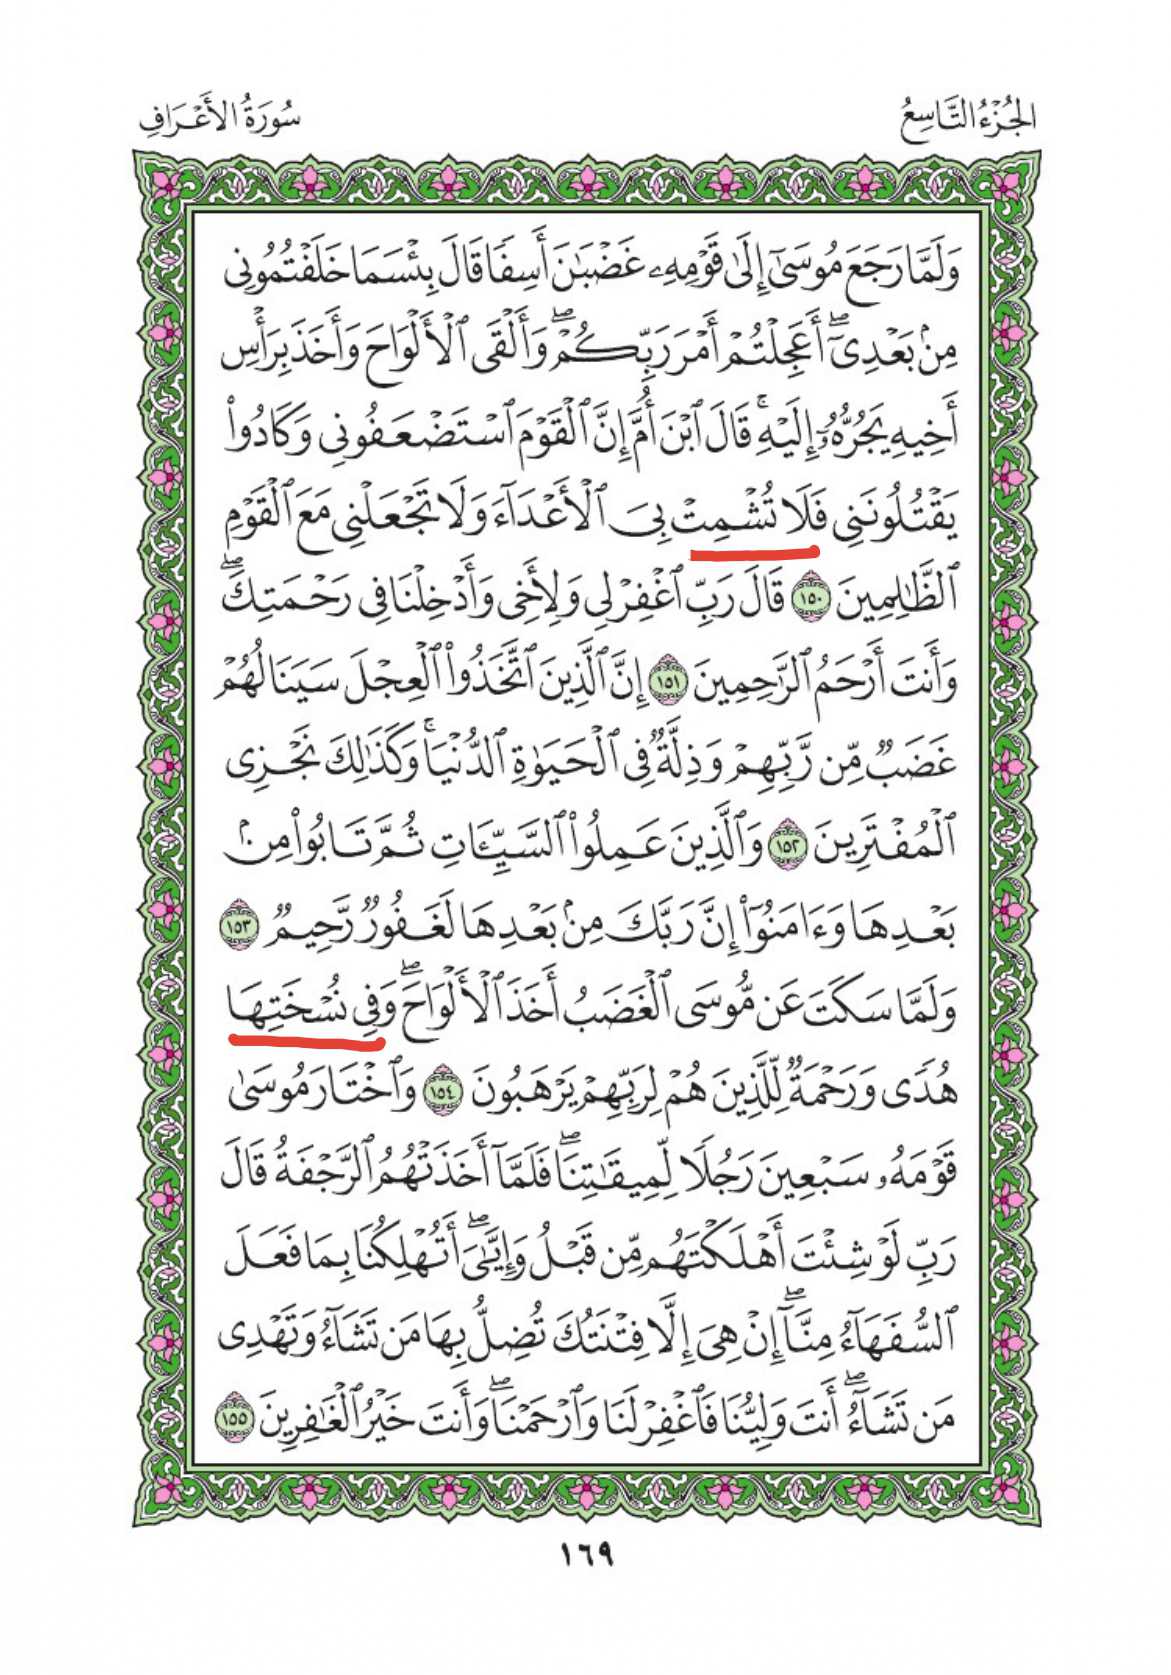 الجُزْءُ التَّاسِعُ
سُورَةُ الأَعْرَافِ
وَلَمَّا رَجَعَ مُوسَىٰٓ إِلَىٰ قَوْمِهِۦ غَضْبَٰنَ أَسِفًا قَالَ بِئْسَمَا خَلَفْتُمُونِى
مِنۢ بَعْدِىٓ ۖ أَعَجِلْتُمْ أَمْرَ رَبِّكُمْ ۖ وَأَلْقَى ٱلْأَلْوَاحَ وَأَخَذَ بِرَأْسِ
أَخِيهِ يَجُرُّهُۥٓ إِلَيْهِ ۚ قَالَ ٱبْنَ أُمَّ إِنَّ ٱلْقَوْمَ ٱسْتَضْعَفُونِى وَكَادُوا۟
يَقْتُلُونَنِى فَلَا تُشْمِتْ بِىَ ٱلْأَعْدَآءَ وَلَا تَجْعَلْنِى مَعَ ٱلْقَوْمِ
ٱلظَّٰلِمِينَ ١٥٠ قَالَ رَبِّ ٱغْفِرْ لِى وَلِأَخِى وَأَدْخِلْنَا فِى رَحْمَتِكَ ۖ
وَأَنتَ أَرْحَمُ ٱلرَّٰحِمِينَ ١٥١ إِنَّ ٱلَّذِينَ ٱتَّخَذُوا۟ ٱلْعِجْلَ سَيَنَالُهُمْ
غَضَبٌ مِّن رَّبِّهِمْ وَذِلَّةٌ فِى ٱلْحَيَوٰةِ ٱلدُّنْيَا ۚ وَكَذَٰلِكَ نَجْزِى
ٱلْمُفْتَرِينَ ١٥٢ وَٱلَّذِينَ عَمِلُوا۟ ٱلسَّيِّـَٔاتِ ثُمَّ تَابُوا۟ مِنۢ
بَعْدِهَا وَءَامَنُوٓا۟ إِنَّ رَبَّكَ مِنۢ بَعْدِهَا لَغَفُورٌ رَّحِيمٌ ١٥٣
وَلَمَّا سَكَتَ عَن مُّوسَى ٱلْغَضَبُ أَخَذَ ٱلْأَلْوَاحَ ۖ وَفِى نُسْخَتِهَا
هُدًى وَرَحْمَةٌ لِّلَّذِينَ هُمْ لِرَبِّهِمْ يَرْهَبُونَ ١٥٤ وَٱخْتَارَ مُوسَىٰ
قَوْمَهُۥ سَبْعِينَ رَجُلًا لِّمِيقَٰتِنَا ۖ فَلَمَّآ أَخَذَتْهُمُ ٱلرَّجْفَةُ قَالَ
رَبِّ لَوْ شِئْتَ أَهْلَكْتَهُم مِّن قَبْلُ وَإِيَّٰىَ ۖ أَتُهْلِكُنَا بِمَا فَعَلَ
ٱلسُّفَهَآءُ مِنَّآ ۖ إِنْ هِىَ إِلَّا فِتْنَتُكَ تُضِلُّ بِهَا مَن تَشَآءُ وَتَهْدِى
مَن تَشَآءُ ۖ أَنتَ وَلِيُّنَا فَٱغْفِرْ لَنَا وَٱرْحَمْنَا ۖ وَأَنتَ خَيْرُ ٱلْغَٰفِرِينَ ١٥٥
١٦٩